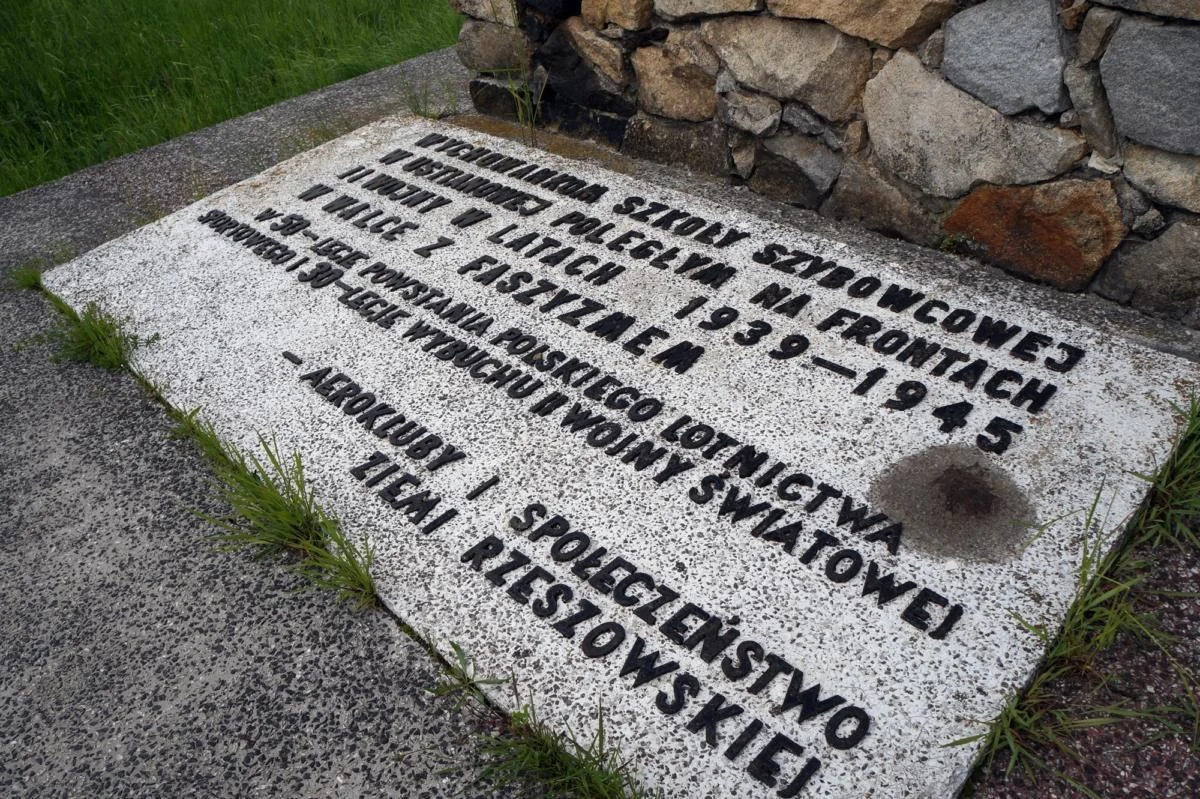 WYCHOWANKOM SZKOŁY SZYBOWCOWEJ
W USTJANOWEJ POLEGŁYM NA FRONTACH
II WOJNY W LATACH 1939—1945
W WALCE Z FASZYZMEM
W 50-LECIE POWSTANIA POLSKIEGO LOTNICTWA
SPORTOWEGO I 30-LECIE WYBUCHU II WOJNY ŚWIATOWEJ
- AEROKLUBY I SPOŁECZEŃSTWO
ZIEMI RZESZOWSKIEJ